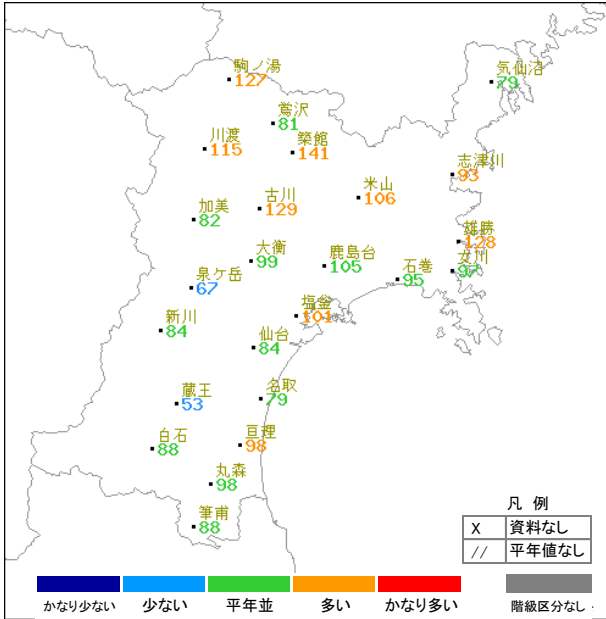 駒ノ湯
127
気仙沼
79
鶯沢
81
川渡
115
築館
141
志津川
93
米山
106
古川
129
加美
82
雄勝
128
大衡
99
鹿島台
105
女川
97
石巻
95
泉ケ岳
67
塩釜
101
新川
84
仙台
84
蔵王
53
名取
79
亘理
98
白石
88
丸森
98
筆甫
88
凡 例
X 資料なし
// 平年値なし
かなり少ない 少ない 平年並 多い かなり多い 階級区分なし